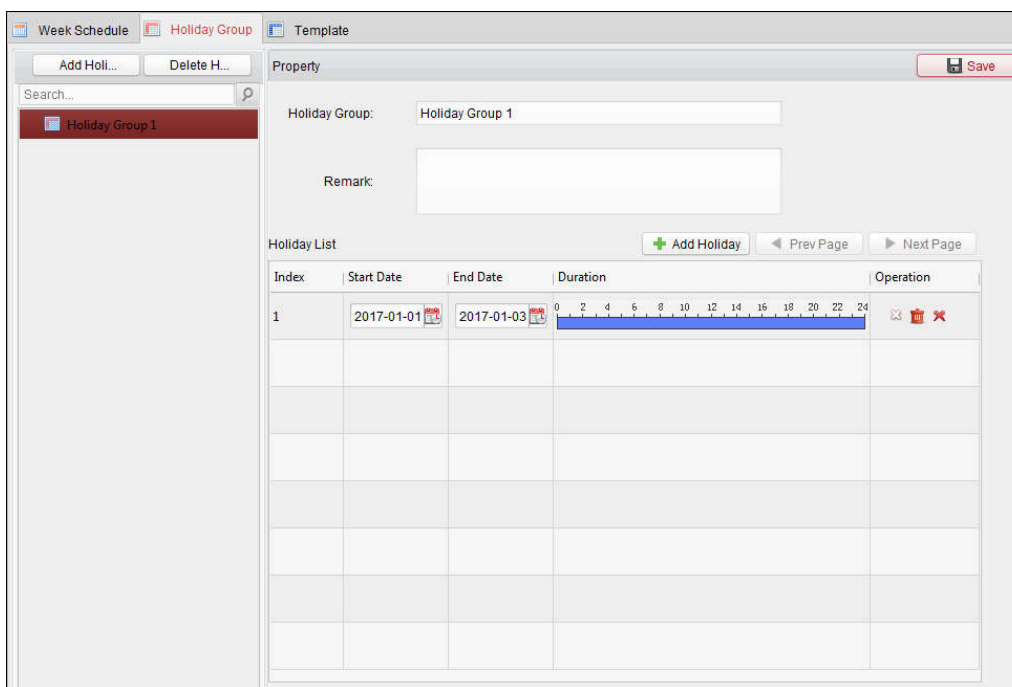 Week Schedule Holiday Group Template
Add Holi... Delete H... Property Save
Search...
Holiday Group 1
Holiday Group: Holiday Group 1
Remark:
Holiday List Add Holiday Prev Page Next Page
Index Start Date End Date Duration Operation
0 2 4 6 8 10 12 14 16 18 20 22 24
1 2017-01-01 2017-01-03